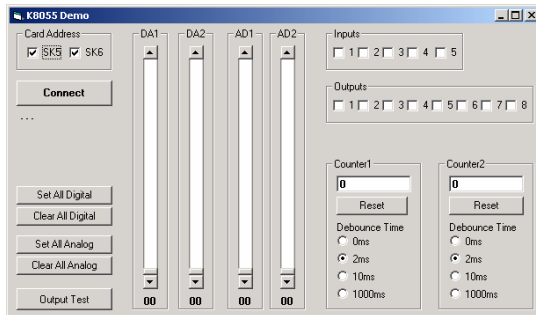 K8055 Demo
Card Address
SK5 SK6
Connect
...
Set All Digital
Clear All Digital
Set All Analog
Clear All Analog
Output Test
DA1 DA2 AD1 AD2
00 00 00 00
Inputs
1 2 3 4 5
Outputs
1 2 3 4 5 6 7 8
Counter1
0
Reset
Debounce Time
0ms
2ms
10ms
1000ms
Counter2
0
Reset
Debounce Time
0ms
2ms
10ms
1000ms